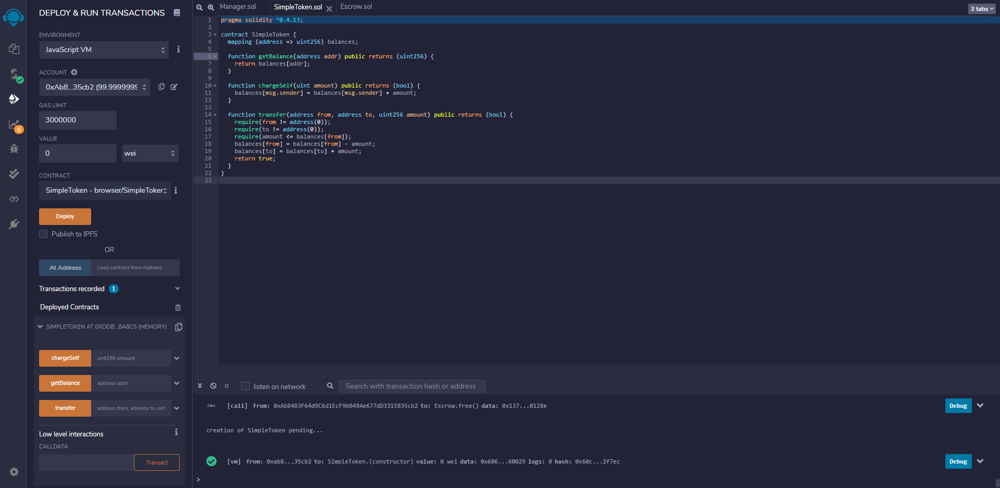 DEPLOY & RUN TRANSACTIONS
ENVIRONMENT
JavaScript VM
ACCOUNT
0xAb8...35cb2 (99.9999999
GAS LIMIT
3000000
VALUE
0
wei
CONTRACT
SimpleToken - browser/SimpleToken
Deploy
Publish to IPFS
OR
At Address
Load contract from Address
Transactions recorded 1
Deployed Contracts
SIMPLETOKEN AT 0XDDB...8A8C5 (MEMORY)
chargeSelf
uint256 amount
getBalance
address addr
transfer
address from, address to, uint
Low level interactions
CALLDATA
Transact
5
Manager.sol
SimpleToken.sol
Escrow.sol
3 tabs
1 pragma solidity ^0.4.13;
2
3 contract SimpleToken {
4 mapping (address => uint256) balances;
5
6 function getBalance(address addr) public returns (uint256) {
7 return balances[addr];
8 }
9
10 function chargeSelf(uint amount) public returns (bool) {
11 balances[msg.sender] = balances[msg.sender] + amount;
12 }
13
14 function transfer(address from, address to, uint256 amount) public returns (bool) {
15 require(from != address(0));
16 require(to != address(0));
17 require(amount <= balances[from]);
18 balances[from] = balances[from] - amount;
19 balances[to] = balances[to] + amount;
20 return true;
21 }
22 }
23
0
listen on network
Search with transaction hash or address
CALL [call] from: 0xAb8483F64d9C6d1EcF9b849Ae677dD3315835cb2 to: Escrow.free() data: 0x137...0128e
Debug
creation of SimpleToken pending...
[vm] from: 0xab8...35cb2 to: SimpleToken.(constructor) value: 0 wei data: 0x606...60029 logs: 0 hash: 0x60c...2f7ec
Debug
>